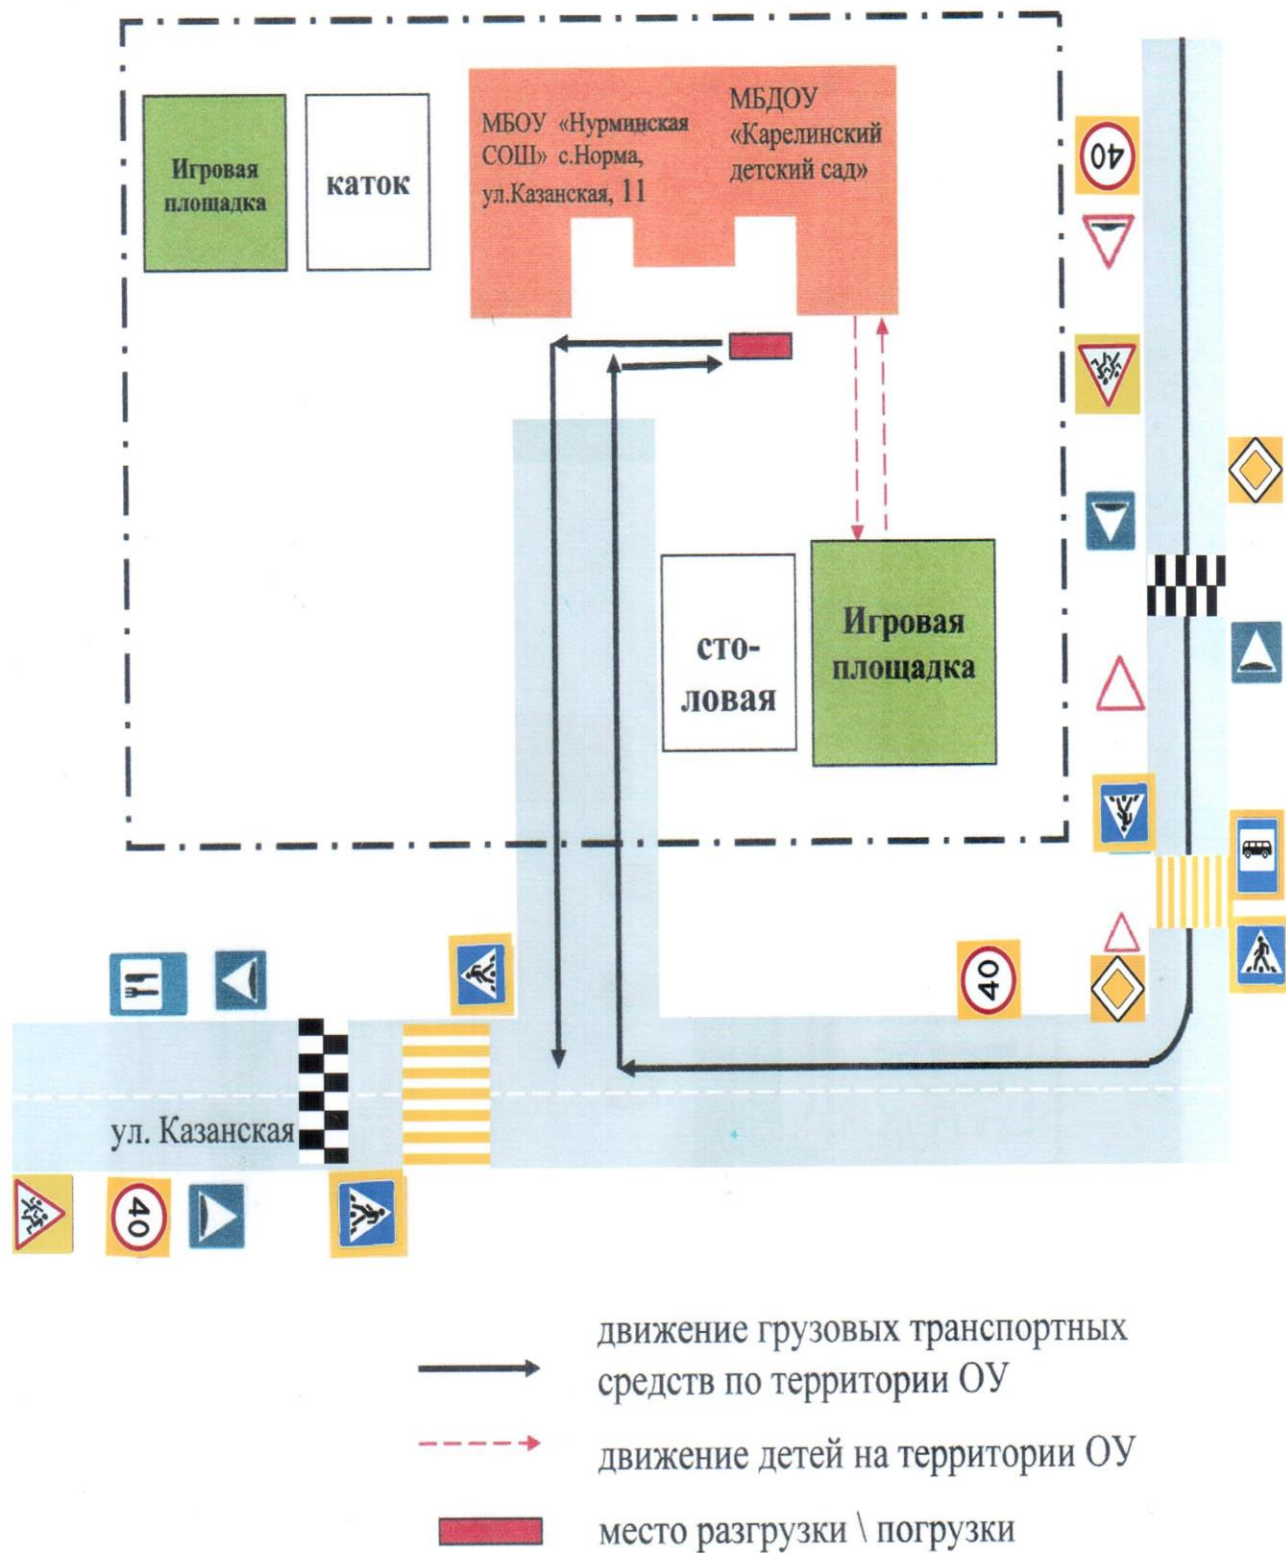 МБОУ «Нурминская
СОШ» с.Норма,
ул.Казанская, 11
МБДОУ
«Карелинский
детский сад»
Игровая
площадка
каток
40
сто-
ловая
Игровая
площадка
40
ул. Казанская
40
движение грузовых транспортных
средств по территории ОУ
движение детей на территории ОУ
место разгрузки \ погрузки